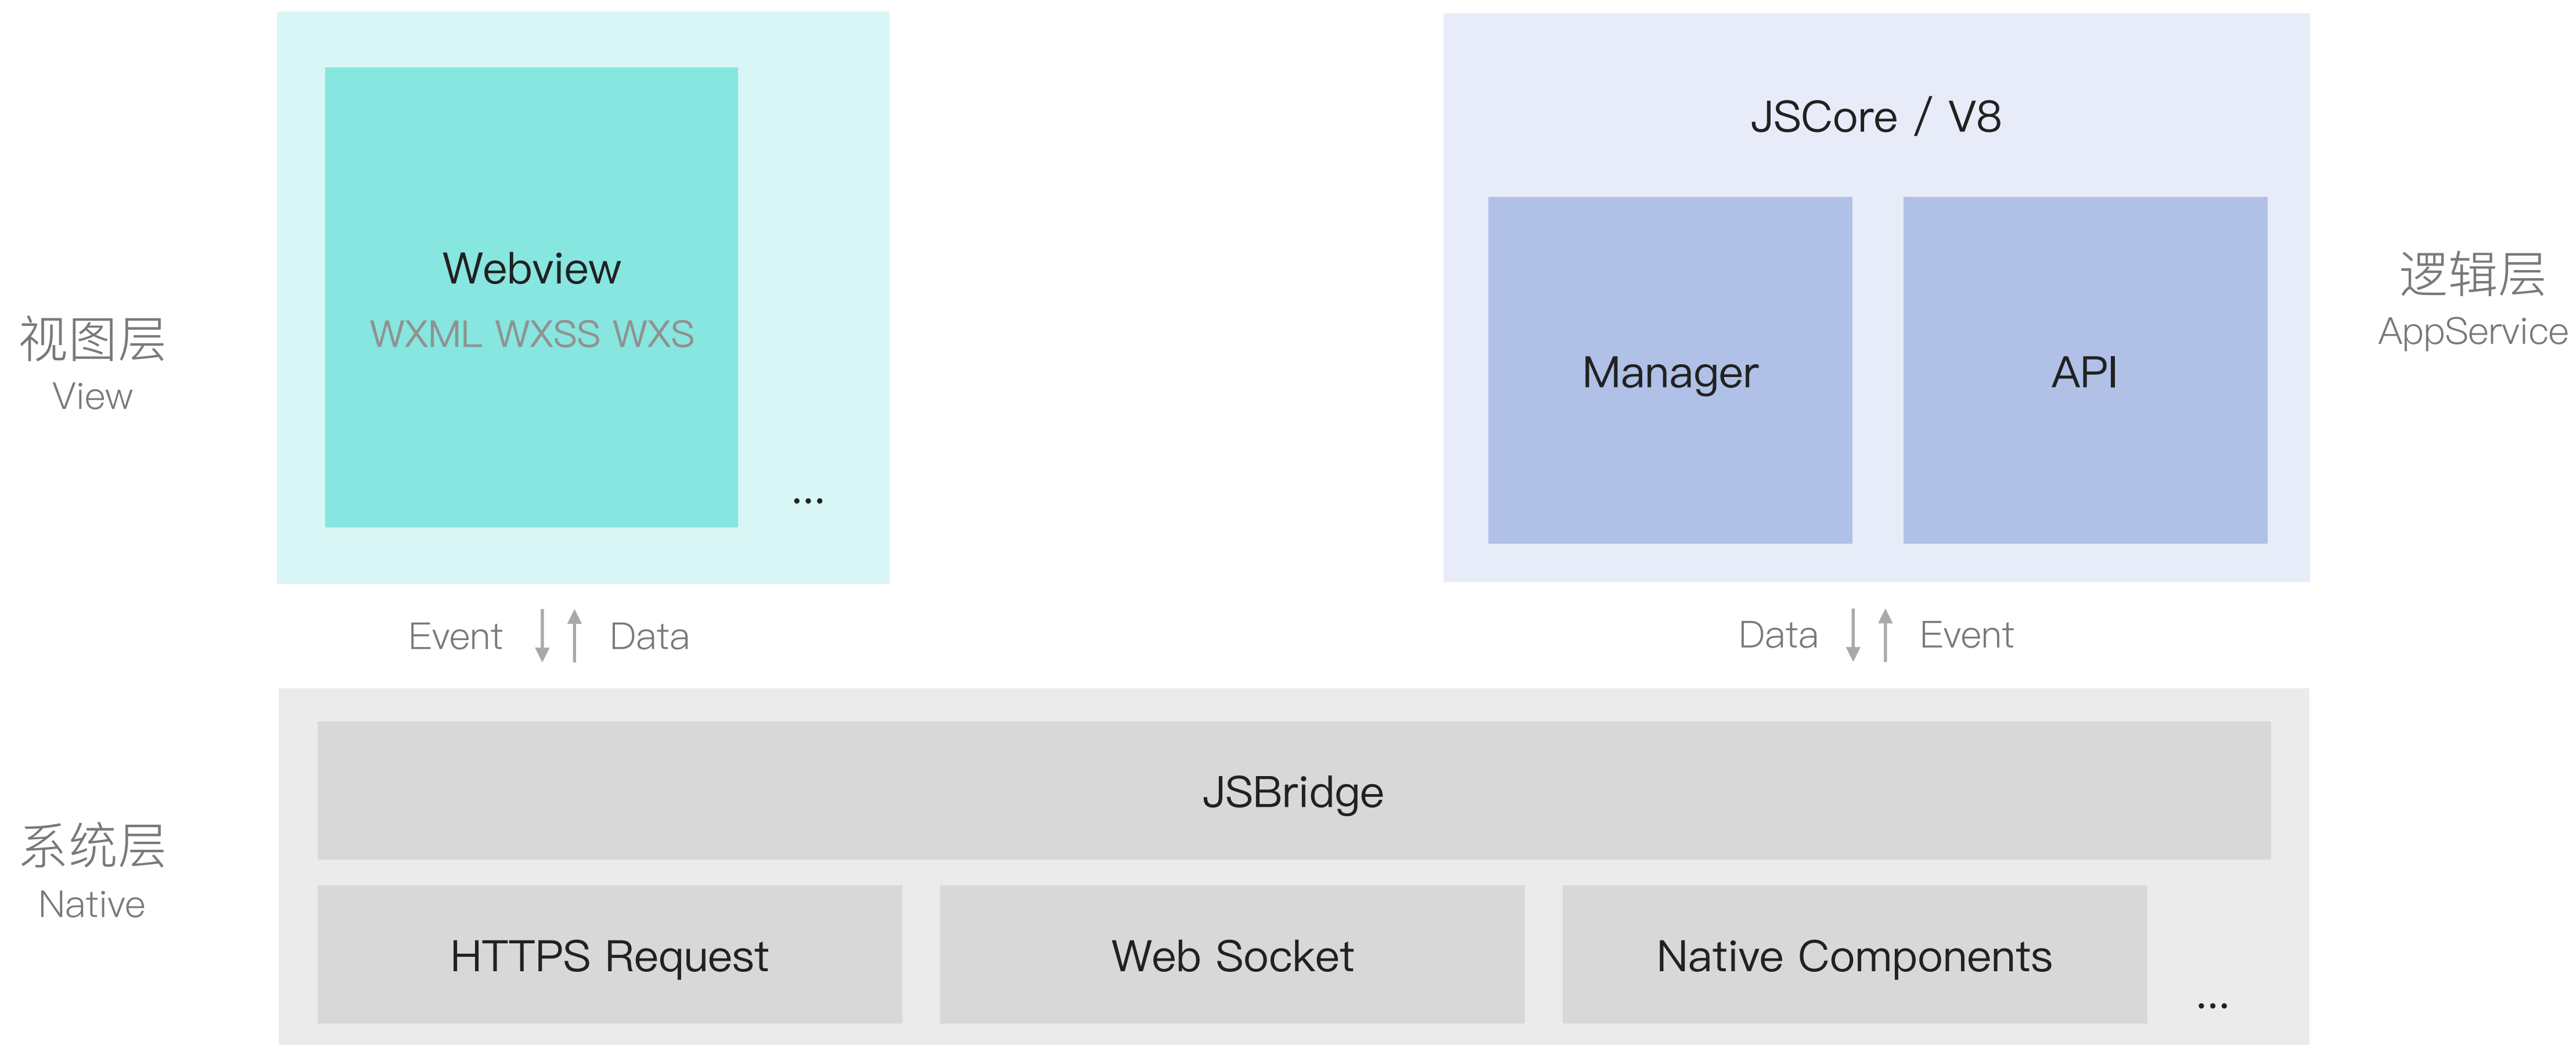 视图层
View
Webview
WXML WXSS WXS
...
JSCore / V8
Manager
API
逻辑层
AppService
Event
Data
Data
Event
系统层
Native
JSBridge
HTTPS Request
Web Socket
Native Components
...